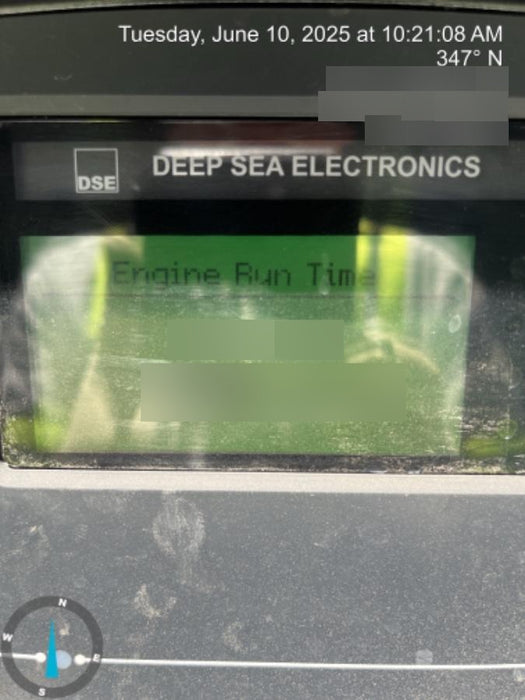 Tuesday, June 10, 2025 at 10:21:08 AM
347° N
DSE
DEEP SEA ELECTRONICS
Engine Run Time
N
W
E
S